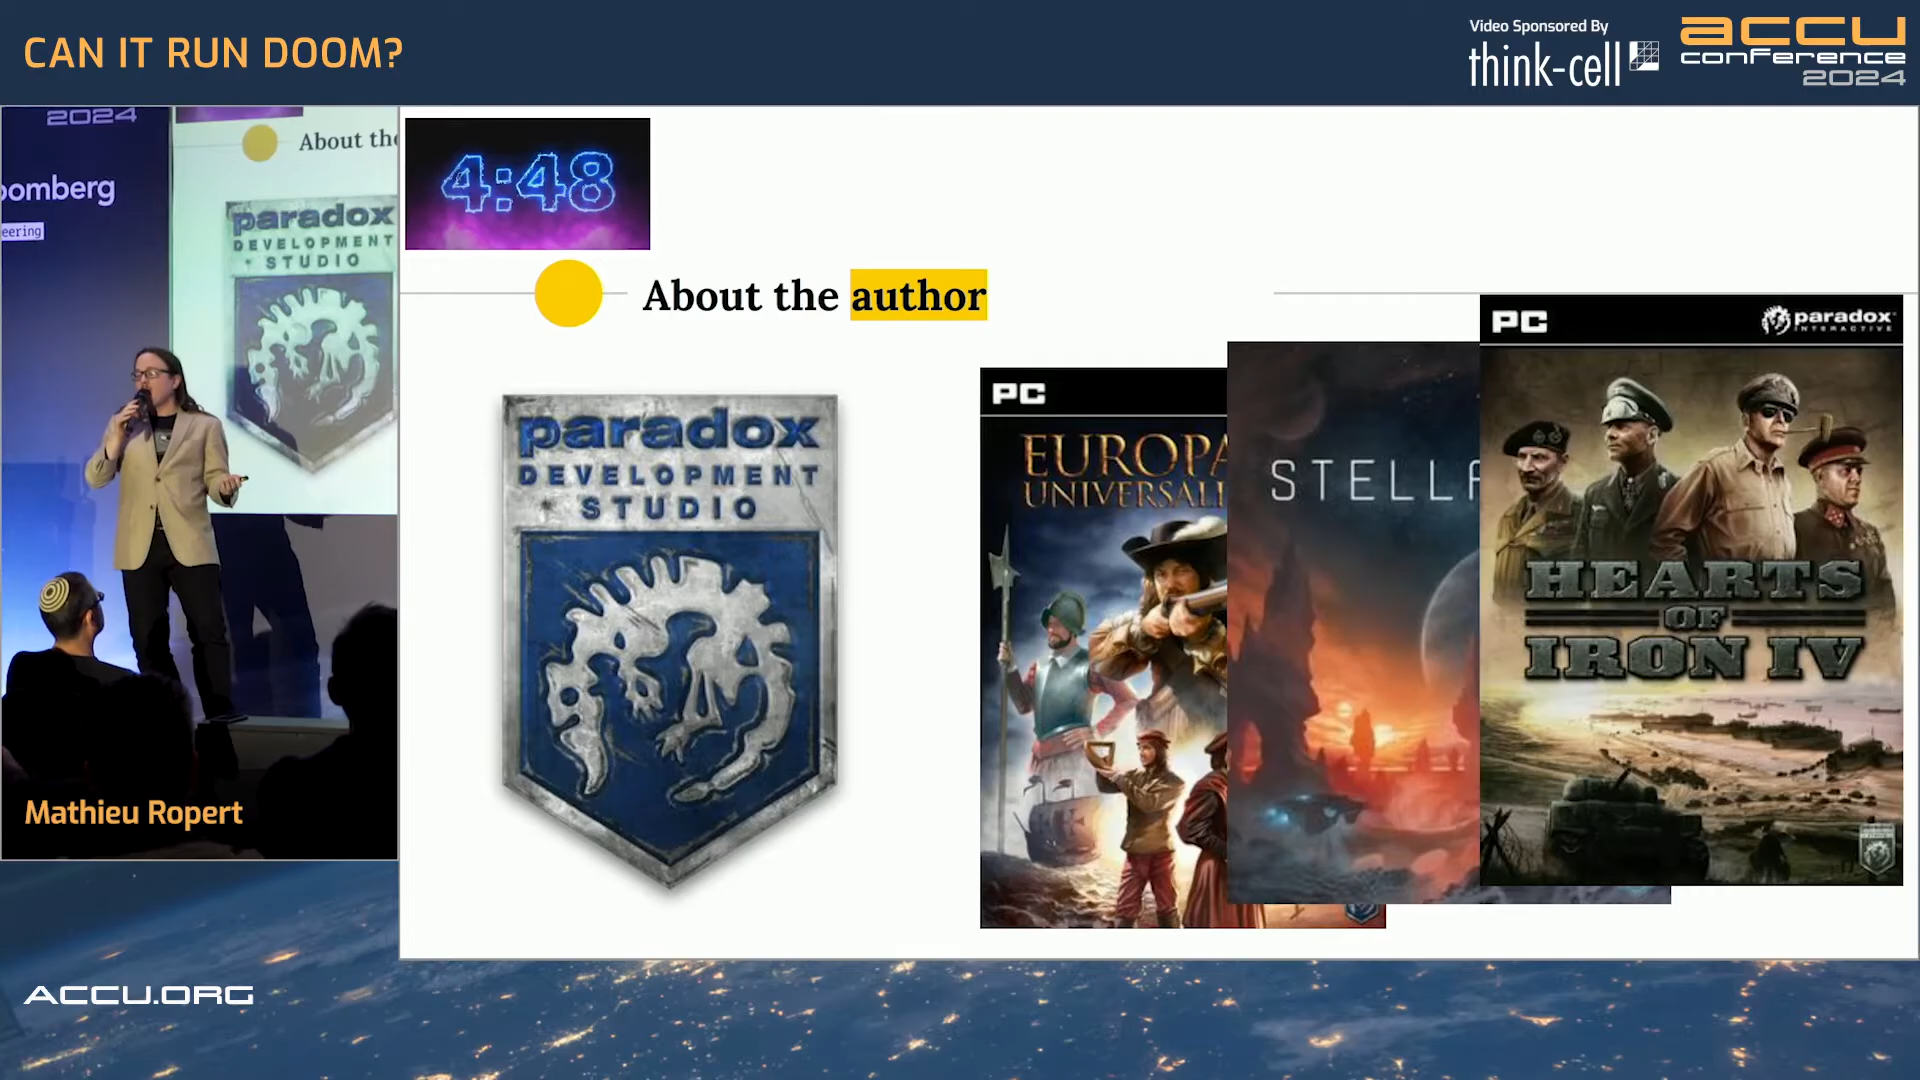 CAN IT RUN DOOM?
Video Sponsored By
think-cell
accu
conference
2024
2024
About the
omberg
eering
paradox
DEVELOPMENT
STUDIO
4:48
About the author
paradox
DEVELOPMENT
STUDIO
PC
EUROPA
UNIVERSALI
STELL
PC
paradox
INTERACTIVE
HEARTS
OF
IRON IV
Mathieu Ropert
ACCU.ORG